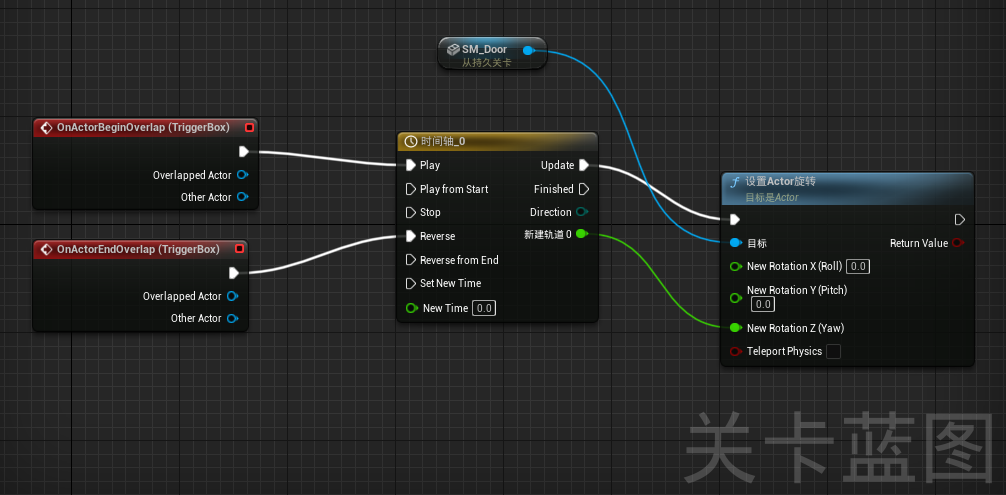 SM_Door
从持久关卡
OnActorBeginOverlap (TriggerBox)
Overlapped Actor
Other Actor
OnActorEndOverlap (TriggerBox)
Overlapped Actor
Other Actor
时间轴_0
Play
Update
Play from Start
Finished
Stop
Direction
Reverse
新建轨道 0
Reverse from End
Set New Time
New Time 0.0
设置Actor旋转
目标是Actor
目标
Return Value
New Rotation X (Roll) 0.0
New Rotation Y (Pitch)
0.0
New Rotation Z (Yaw)
Teleport Physics
关卡蓝图